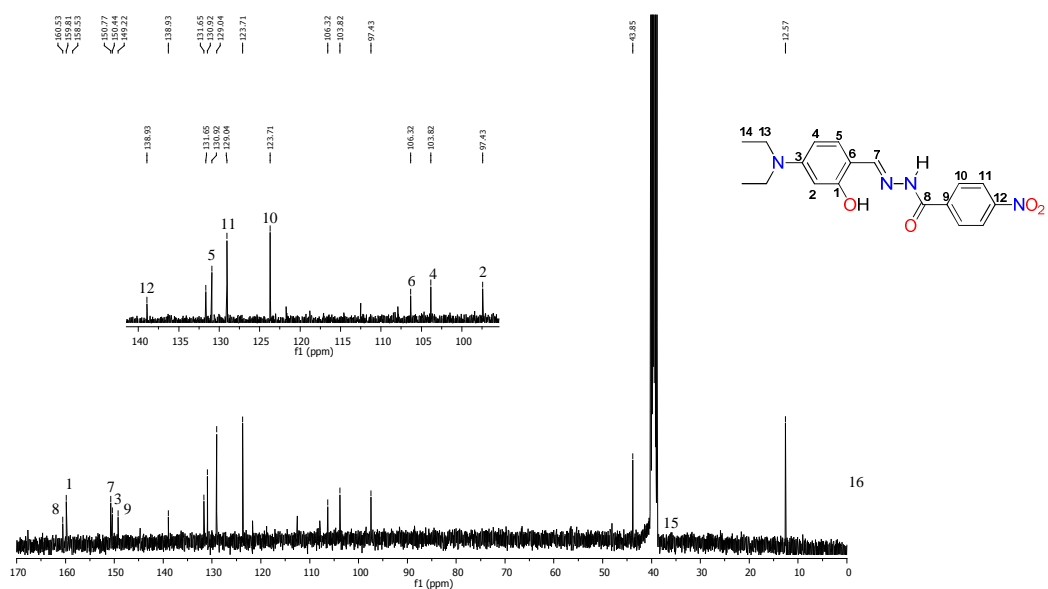 160.53 159.81 158.53 150.77 150.44 149.22 138.93 131.65 130.92 129.04 123.71 106.32 103.82 97.43 43.85 12.57
138.93 131.65 130.92 129.04 123.71 106.32 103.82 97.43
14 13 4 5 7 H
N 3 6 10 11
N NH
2 1 8 9 12 NO2
OH
O
12 5 11 10 6 4 2
140 135 130 125 120 115 110 105 100
f1 (ppm)
8 1 7 3 9 15 16
170 160 150 140 130 120 110 100 90 80 70 60 50 40 30 20 10 0
f1 (ppm)